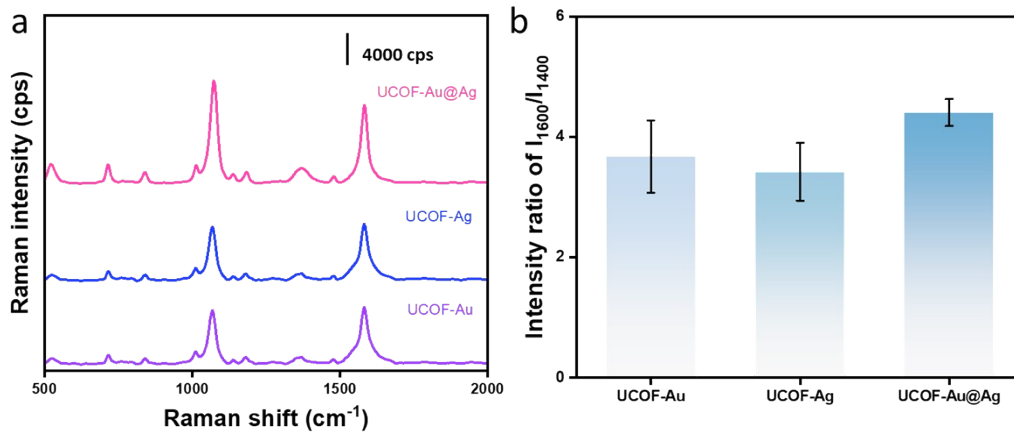 a
4000 cps
UCOF-Au@Ag
UCOF-Ag
UCOF-Au
Raman intensity (cps)
500
1000
1500
2000
Raman shift (cm⁻¹)
b
Intensity ratio of I₁₆₀₀/I₁₄₀₀
6
4
2
0
UCOF-Au
UCOF-Ag
UCOF-Au@Ag